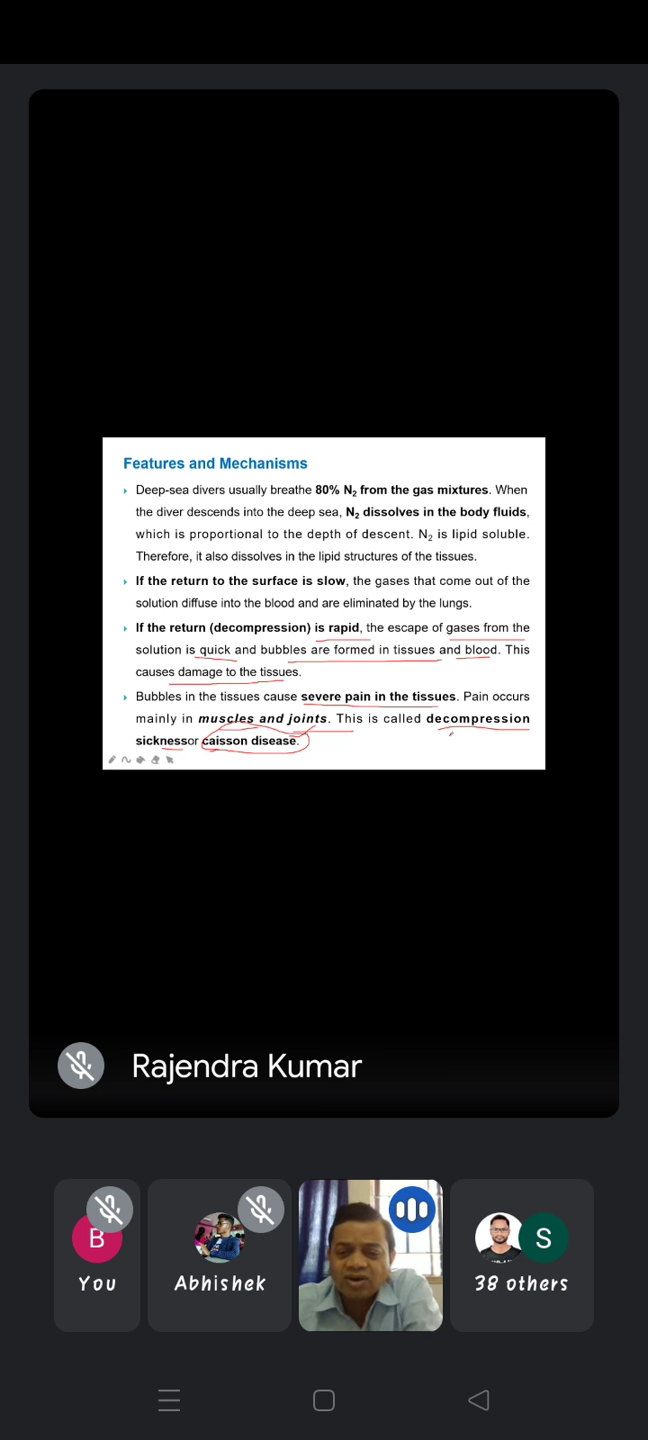 Features and Mechanisms
Deep-sea divers usually breathe 80% N₂ from the gas mixtures. When
the diver descends into the deep sea, N₂ dissolves in the body fluids,
which is proportional to the depth of descent. N₂ is lipid soluble.
Therefore, it also dissolves in the lipid structures of the tissues.
If the return to the surface is slow, the gases that come out of the
solution diffuse into the blood and are eliminated by the lungs.
If the return (decompression) is rapid, the escape of gases from the
solution is quick and bubbles are formed in tissues and blood. This
causes damage to the tissues.
Bubbles in the tissues cause severe pain in the tissues. Pain occurs
mainly in muscles and joints. This is called decompression
sicknessor caisson disease.
Rajendra Kumar
B
S
You
Abhishek
38 others